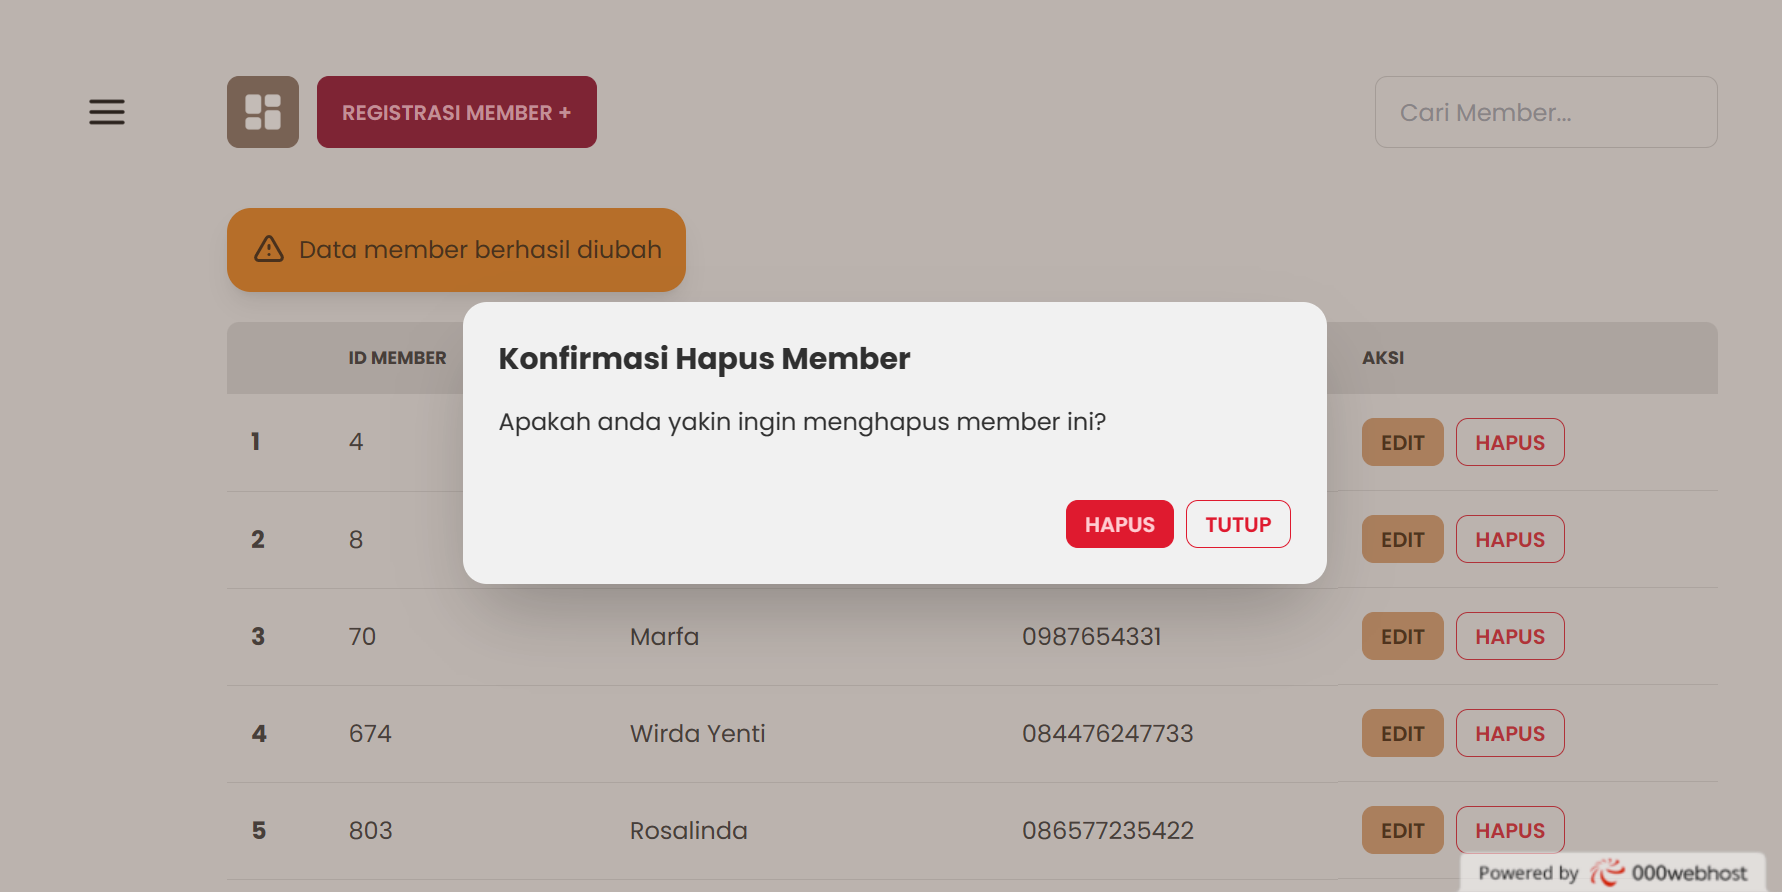 REGISTRASI MEMBER +
Cari Member...
Data member berhasil diubah
ID MEMBER AKSI
Konfirmasi Hapus Member
Apakah anda yakin ingin menghapus member ini?
HAPUS TUTUP
1 4 EDIT HAPUS
2 8 EDIT HAPUS
3 70 Marfa 0987654331 EDIT HAPUS
4 674 Wirda Yenti 084476247733 EDIT HAPUS
5 803 Rosalinda 086577235422 EDIT HAPUS
Powered by 000webhost